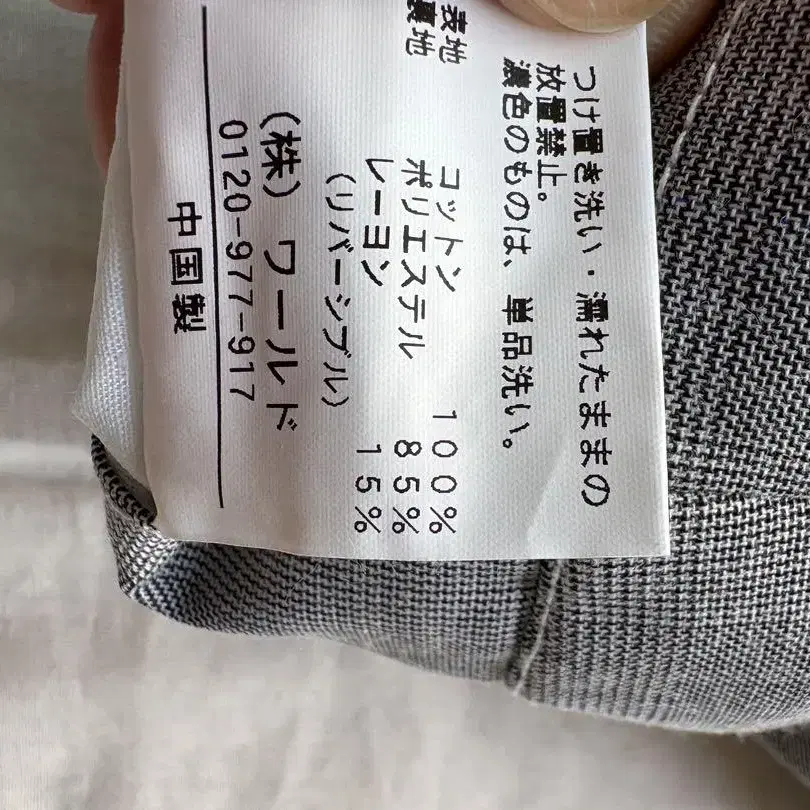 つけ置き洗い・濡れたままの
放置禁止。
濃色のものは、単品洗い。
表地 コットン 100%
裏地 ポリエステル 85%
レーヨン 15%
(リバーシブル)
(株) ワールド
0120-977-917
中国製